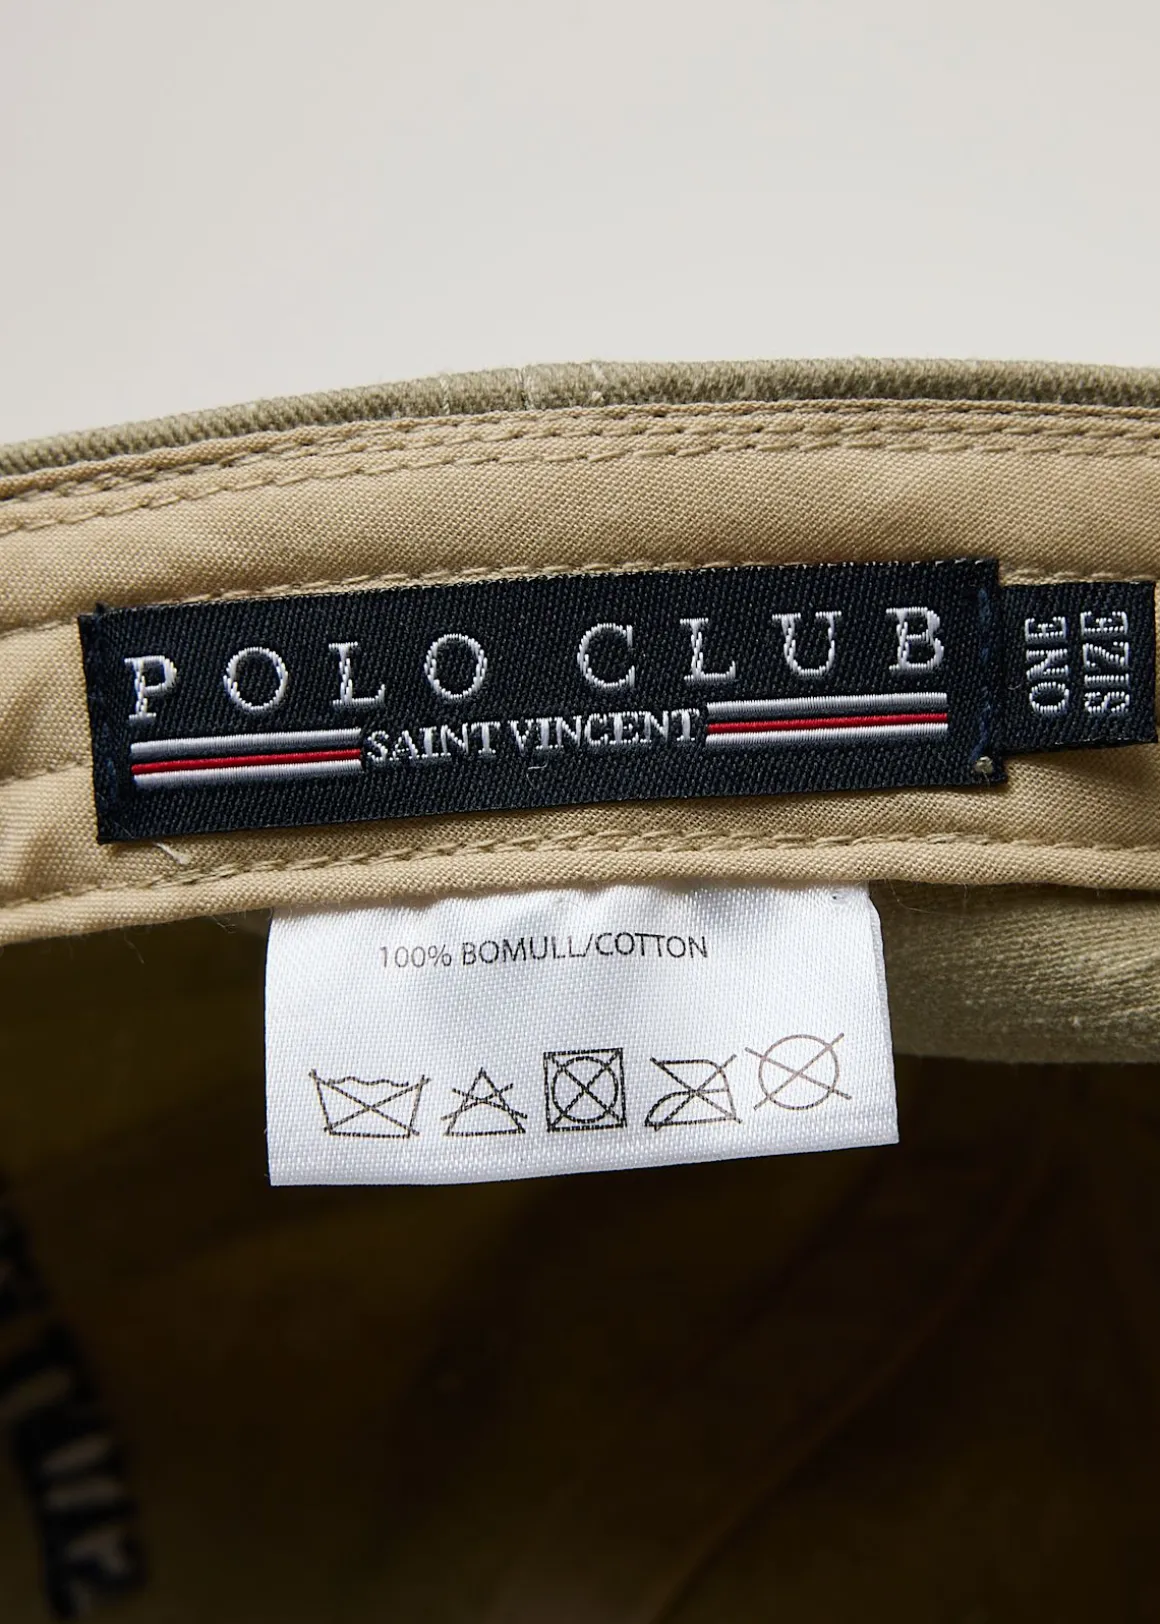 POLO CLUB
SAINT VINCENT
ONE
SIZE
100% BOMULL/COTTON